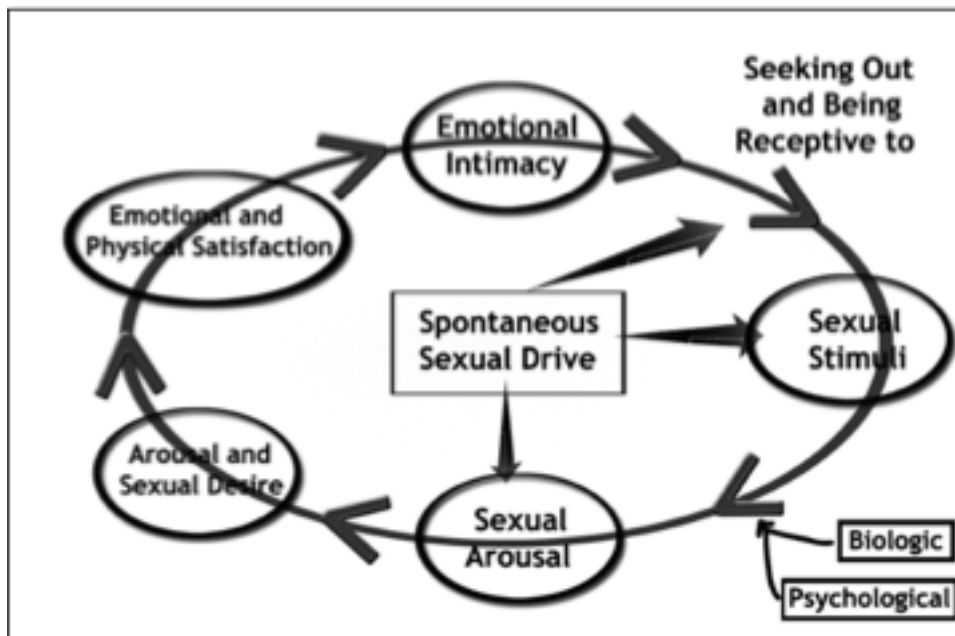 Seeking Out
and Being
Receptive to
Emotional
Intimacy
Emotional and
Physical Satisfaction
Spontaneous
Sexual Drive
Sexual
Stimuli
Arousal and
Sexual Desire
Sexual
Arousal
Biologic
Psychological